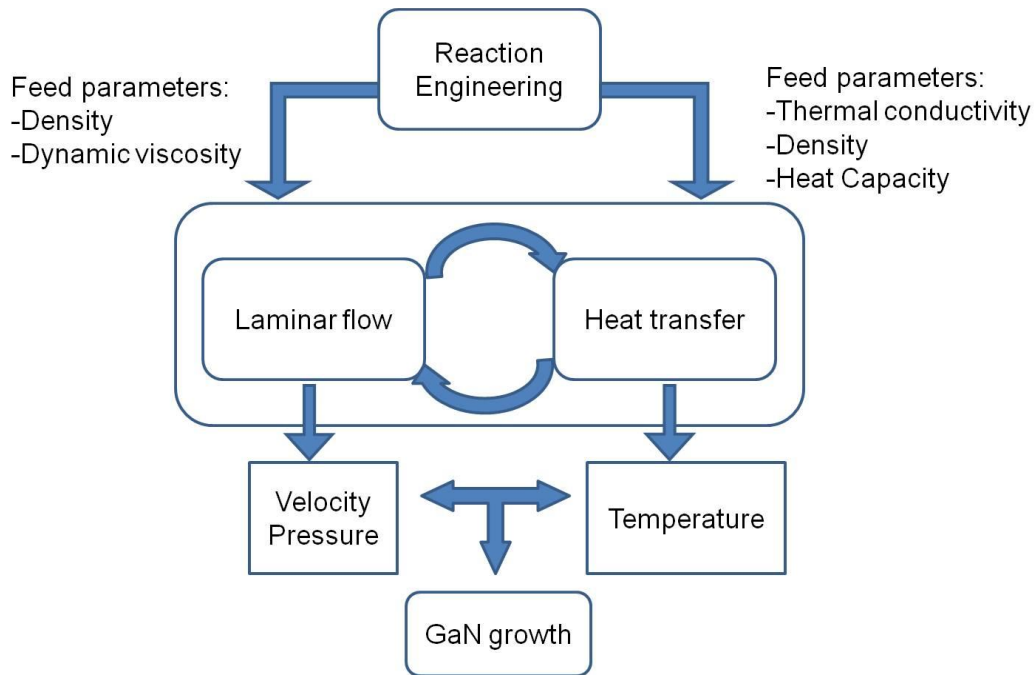 Reaction
Engineering
Feed parameters:
-Density
-Dynamic viscosity
Feed parameters:
-Thermal conductivity
-Density
-Heat Capacity
Laminar flow
Heat transfer
Velocity
Pressure
Temperature
GaN growth